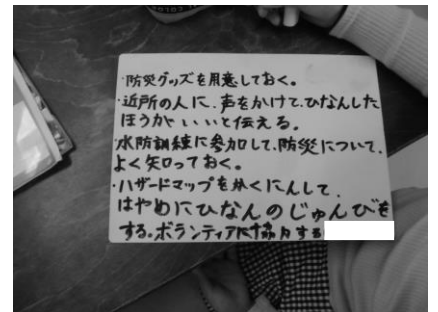 ・防災グッズを用意しておく。
・近所の人に、声をかけて、ひなんした
ほうがいいと伝える。
・水防訓練に参加して、防災について、
よく知っておく。
・ハザードマップをかくにんして、
はやめにひなんのじゅんびを
する。ボランティアに協力する